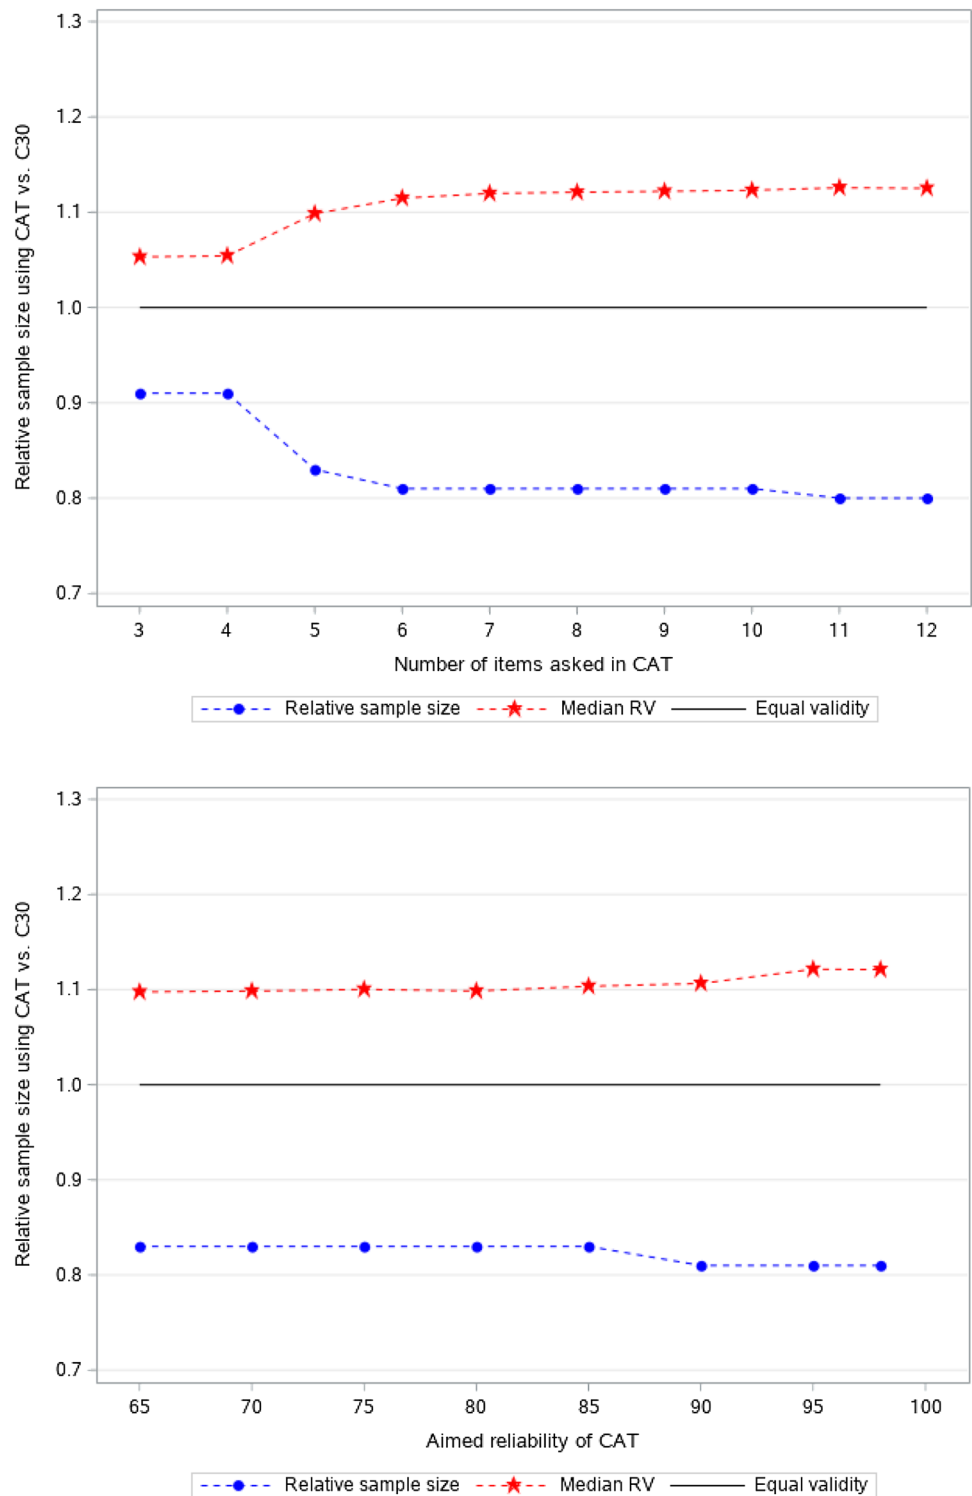 Relative sample size using CAT vs. C30
1.3
1.2
1.1
1.0
0.9
0.8
0.7
3 4 5 6 7 8 9 10 11 12
Number of items asked in CAT
Relative sample size Median RV Equal validity
Relative sample size using CAT vs. C30
1.3
1.2
1.1
1.0
0.9
0.8
0.7
65 70 75 80 85 90 95 100
Aimed reliability of CAT
Relative sample size Median RV Equal validity